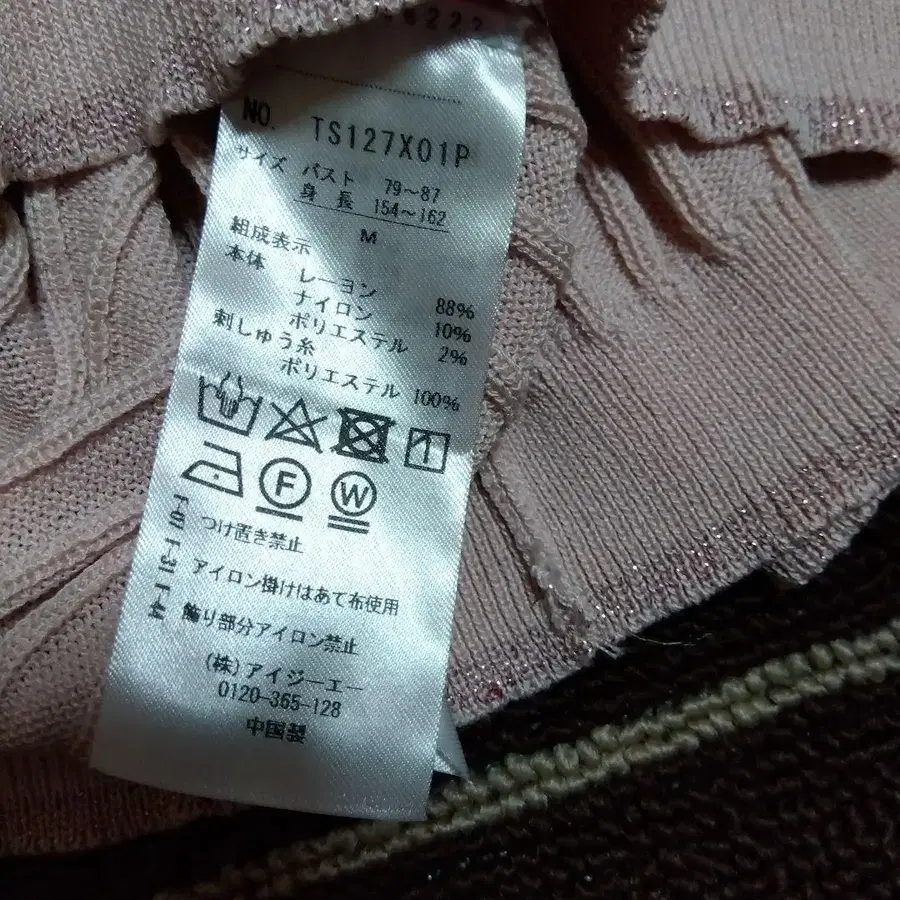 NO. TS127X01P
サイズ バスト 79～87
身長 154～162
M
組成表示
本体 レーヨン 88%
ナイロン 10%
ポリエステル 2%
刺しゅう糸
ポリエステル 100%
F W
つけ置き禁止
アイロン掛けはあて布使用
飾り部分アイロン禁止
(株)アイジーエー
0120-365-128
中国製